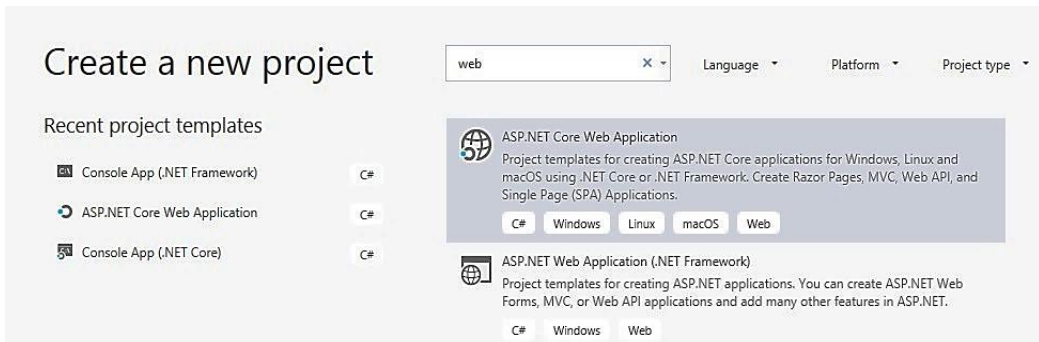 Create a new project
web
Language
Platform
Project type
Recent project templates
Console App (.NET Framework)
C#
ASP.NET Core Web Application
C#
Console App (.NET Core)
C#
ASP.NET Core Web Application
Project templates for creating ASP.NET Core applications for Windows, Linux and
macOS using .NET Core or .NET Framework. Create Razor Pages, MVC, Web API, and
Single Page (SPA) Applications.
C# Windows Linux macOS Web
ASP.NET Web Application (.NET Framework)
Project templates for creating ASP.NET applications. You can create ASP.NET Web
Forms, MVC, or Web API applications and add many other features in ASP.NET.
C# Windows Web